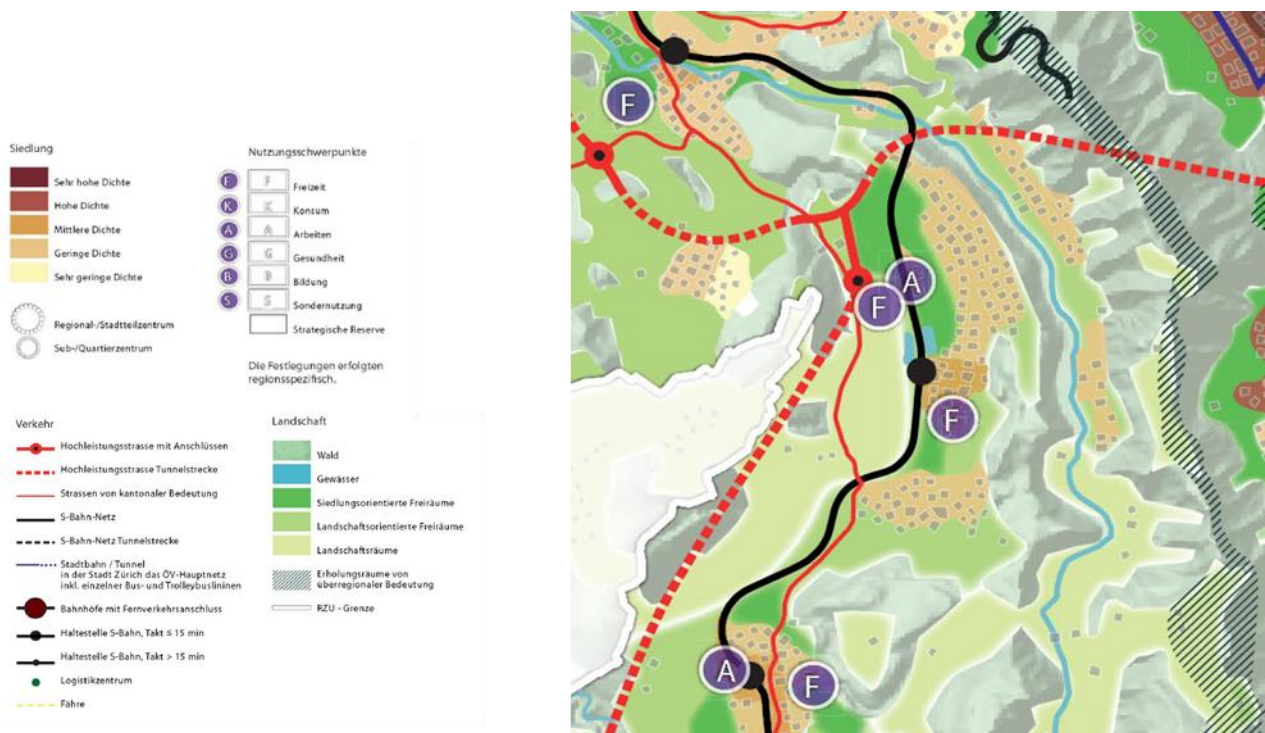 Siedlung
Sehr hohe Dichte
Hohe Dichte
Mittlere Dichte
Geringe Dichte
Sehr geringe Dichte
Regional-/Stadtteilzentrum
Sub-/Quartierzentrum
Nutzungsschwerpunkte
F F Freizeit
K K Konsum
A A Arbeiten
G G Gesundheit
B B Bildung
S S Sondernutzung
Strategische Reserve
Die Festlegungen erfolgten
regionsspezifisch.
Verkehr
Hochleistungsstrasse mit Anschlüssen
Hochleistungsstrasse Tunnelstrecke
Strassen von kantonaler Bedeutung
S-Bahn-Netz
S-Bahn-Netz Tunnelstrecke
Stadtbahn / Tunnel
in der Stadt Zürich das ÖV-Hauptnetz
inkl. einzelner Bus- und Trolleybuslininen
Bahnhöfe mit Fernverkehrsanschluss
Haltestelle S-Bahn, Takt ≤ 15 min
Haltestelle S-Bahn, Takt > 15 min
Logistikzentrum
Fähre
Landschaft
Wald
Gewässer
Siedlungsorientierte Freiräume
Landschaftsorientierte Freiräume
Landschaftsräume
Erholungsräume von
überregionaler Bedeutung
RZU - Grenze
F
A
F
F
A
F